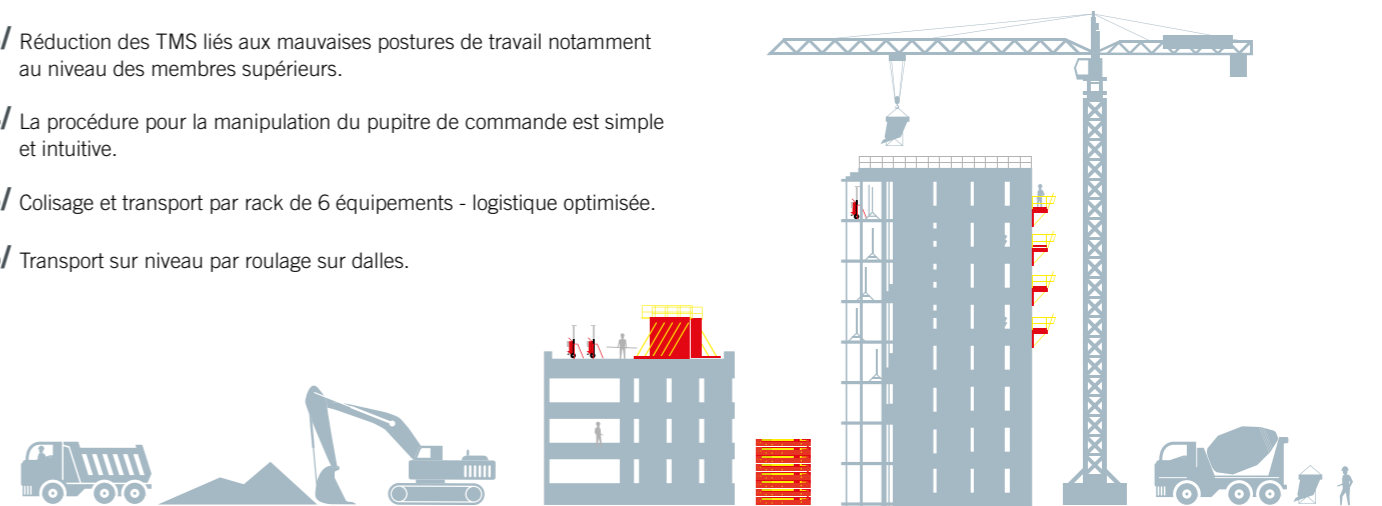 / Réduction des TMS liés aux mauvaises postures de travail notamment
au niveau des membres supérieurs.
/ La procédure pour la manipulation du pupitre de commande est simple
et intuitive.
/ Colisage et transport par rack de 6 équipements - logistique optimisée.
/ Transport sur niveau par roulage sur dalles.